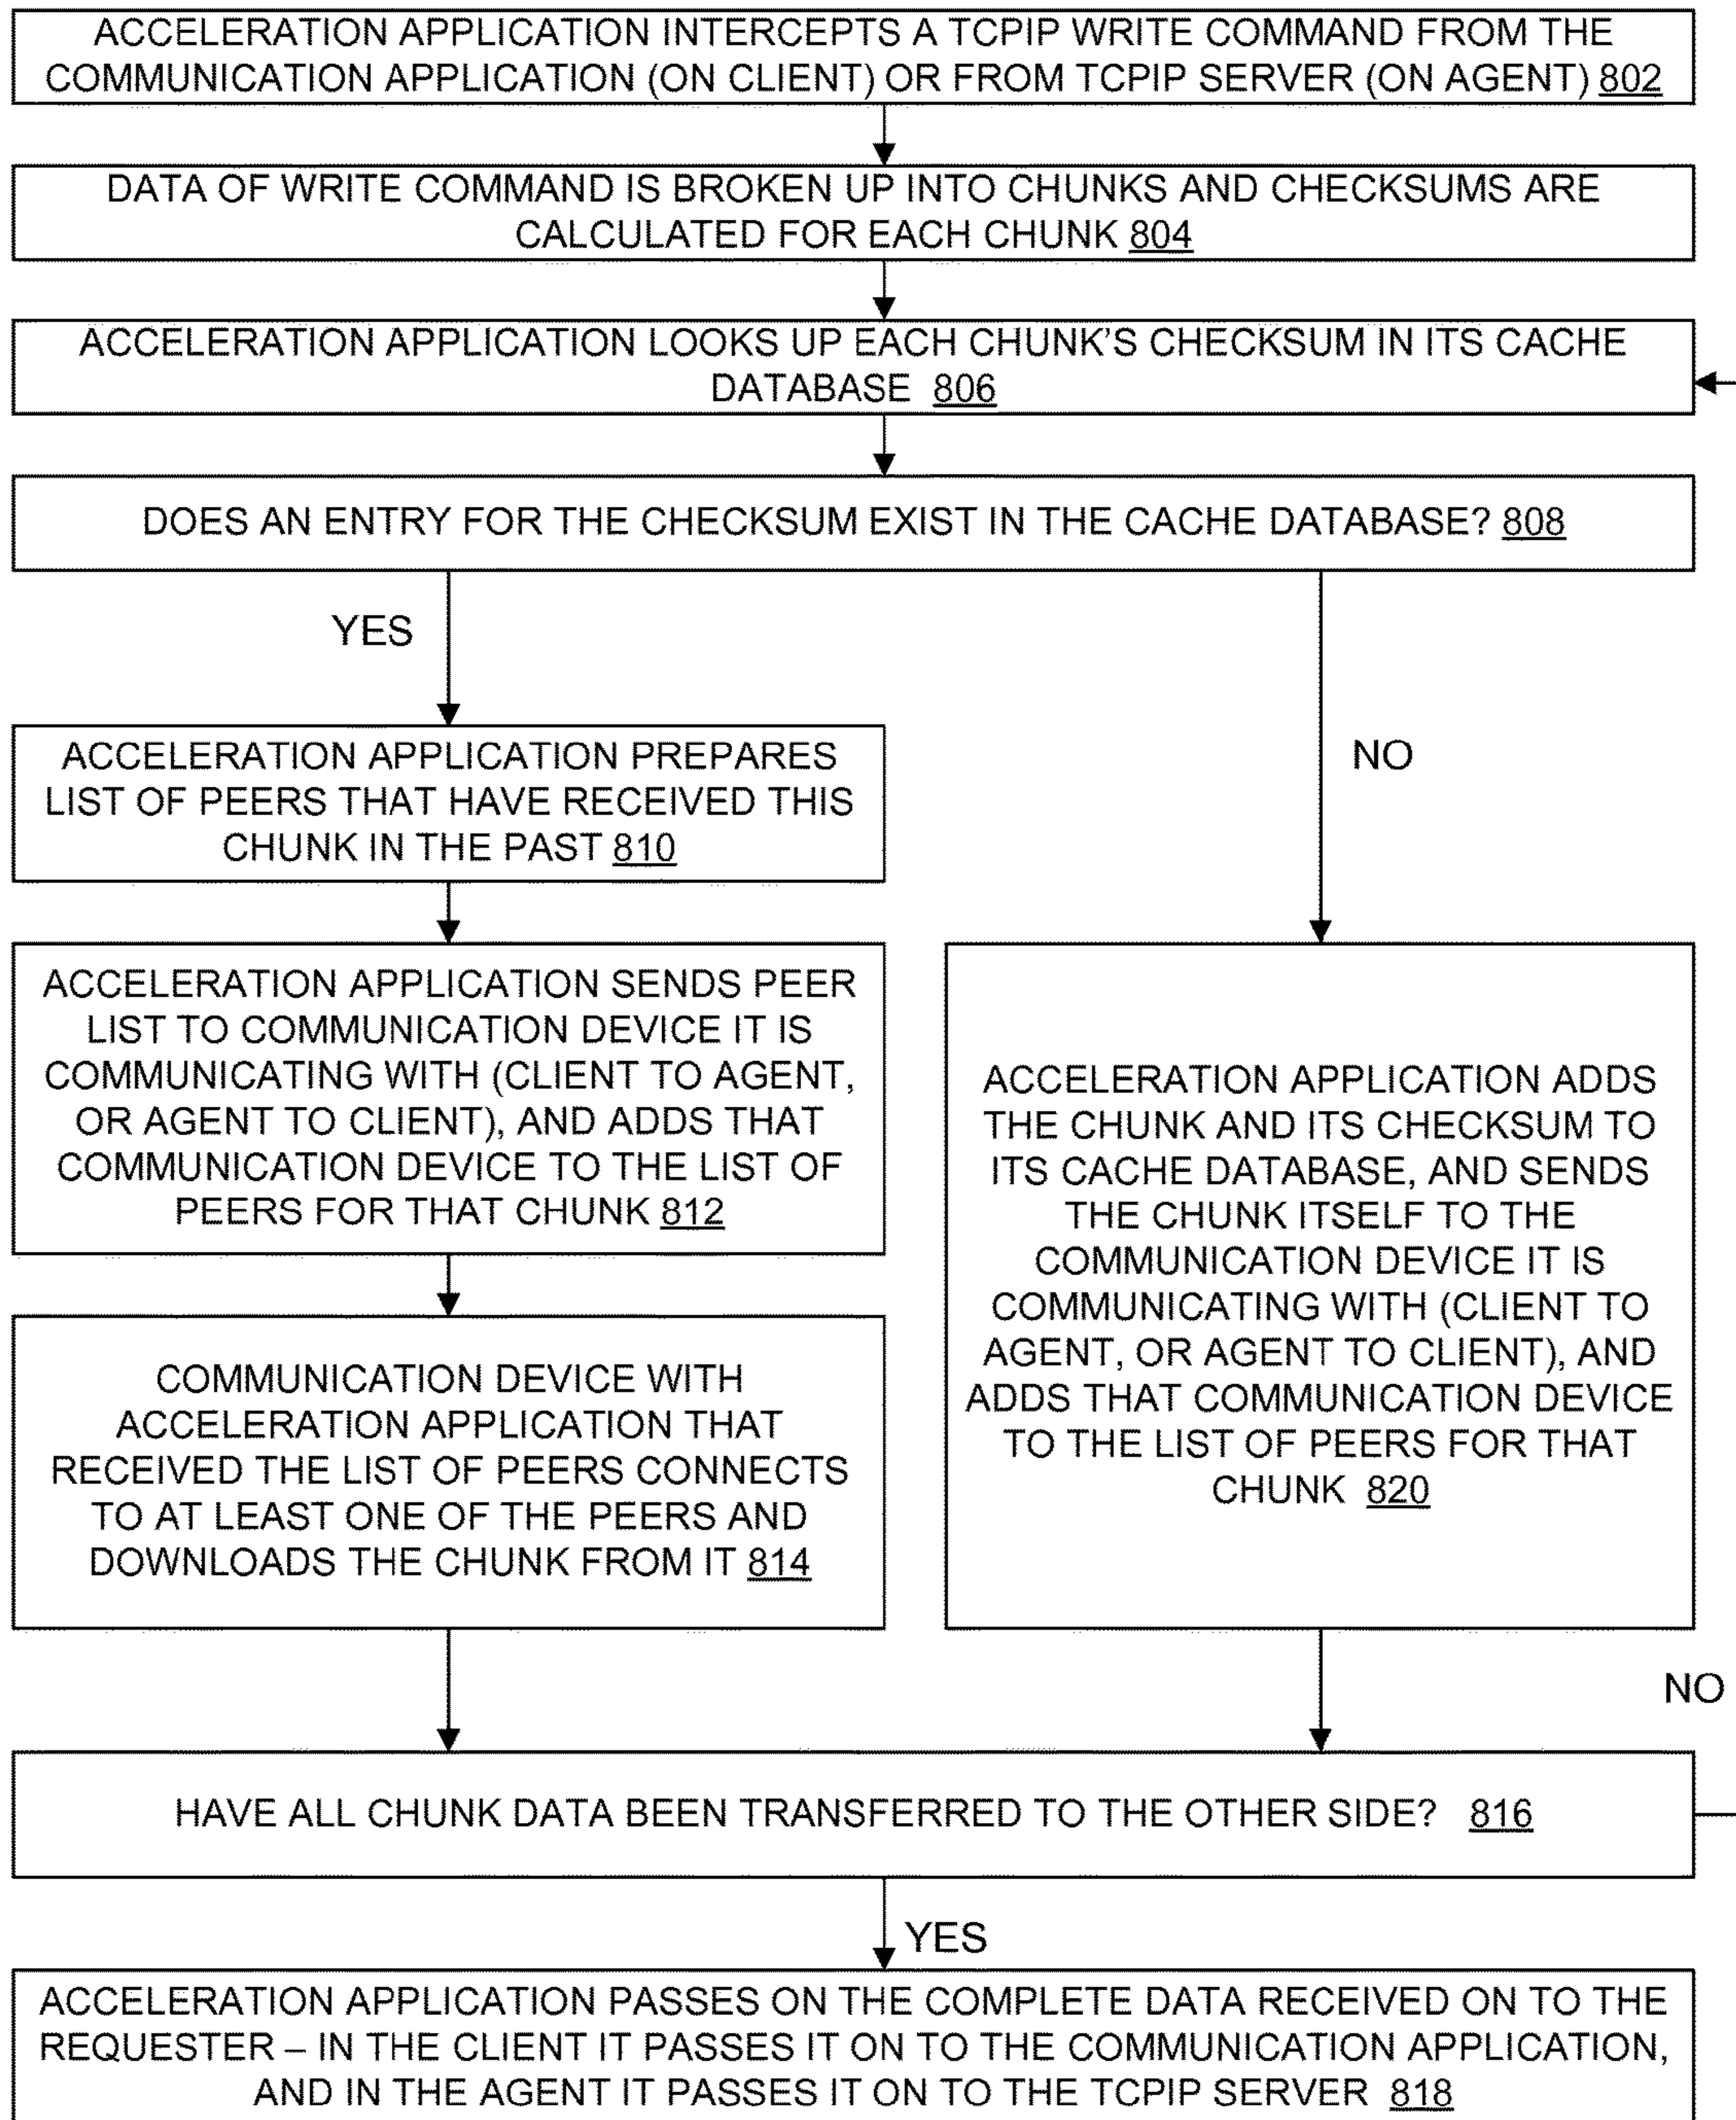 ACCELERATION APPLICATION INTERCEPTS A TCPIP WRITE COMMAND FROM THE
COMMUNICATION APPLICATION (ON CLIENT) OR FROM TCPIP SERVER (ON AGENT) 802
DATA OF WRITE COMMAND IS BROKEN UP INTO CHUNKS AND CHECKSUMS ARE
CALCULATED FOR EACH CHUNK 804
ACCELERATION APPLICATION LOOKS UP EACH CHUNK'S CHECKSUM IN ITS CACHE
DATABASE 806
DOES AN ENTRY FOR THE CHECKSUM EXIST IN THE CACHE DATABASE? 808
YES
NO
ACCELERATION APPLICATION PREPARES
LIST OF PEERS THAT HAVE RECEIVED THIS
CHUNK IN THE PAST 810
ACCELERATION APPLICATION SENDS PEER
LIST TO COMMUNICATION DEVICE IT IS
COMMUNICATING WITH (CLIENT TO AGENT,
OR AGENT TO CLIENT), AND ADDS THAT
COMMUNICATION DEVICE TO THE LIST OF
PEERS FOR THAT CHUNK 812
COMMUNICATION DEVICE WITH
ACCELERATION APPLICATION THAT
RECEIVED THE LIST OF PEERS CONNECTS
TO AT LEAST ONE OF THE PEERS AND
DOWNLOADS THE CHUNK FROM IT 814
ACCELERATION APPLICATION ADDS
THE CHUNK AND ITS CHECKSUM TO
ITS CACHE DATABASE, AND SENDS
THE CHUNK ITSELF TO THE
COMMUNICATION DEVICE IT IS
COMMUNICATING WITH (CLIENT TO
AGENT, OR AGENT TO CLIENT), AND
ADDS THAT COMMUNICATION DEVICE
TO THE LIST OF PEERS FOR THAT
CHUNK 820
NO
HAVE ALL CHUNK DATA BEEN TRANSFERRED TO THE OTHER SIDE? 816
YES
ACCELERATION APPLICATION PASSES ON THE COMPLETE DATA RECEIVED ON TO THE
REQUESTER – IN THE CLIENT IT PASSES IT ON TO THE COMMUNICATION APPLICATION,
AND IN THE AGENT IT PASSES IT ON TO THE TCPIP SERVER 818